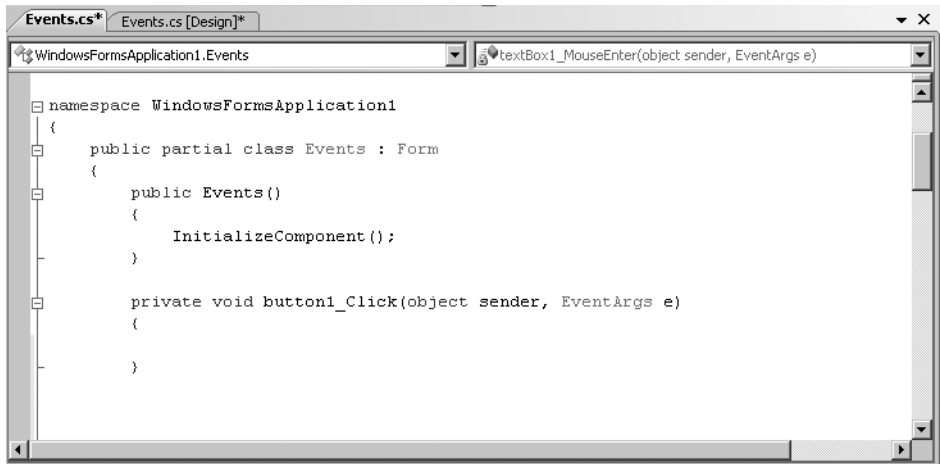 Events.cs* Events.cs [Design]*
WindowsFormsApplication1.Events textBox1_MouseEnter(object sender, EventArgs e)
namespace WindowsFormsApplication1
{
public partial class Events : Form
{
public Events()
{
InitializeComponent();
}
private void button1_Click(object sender, EventArgs e)
{
}